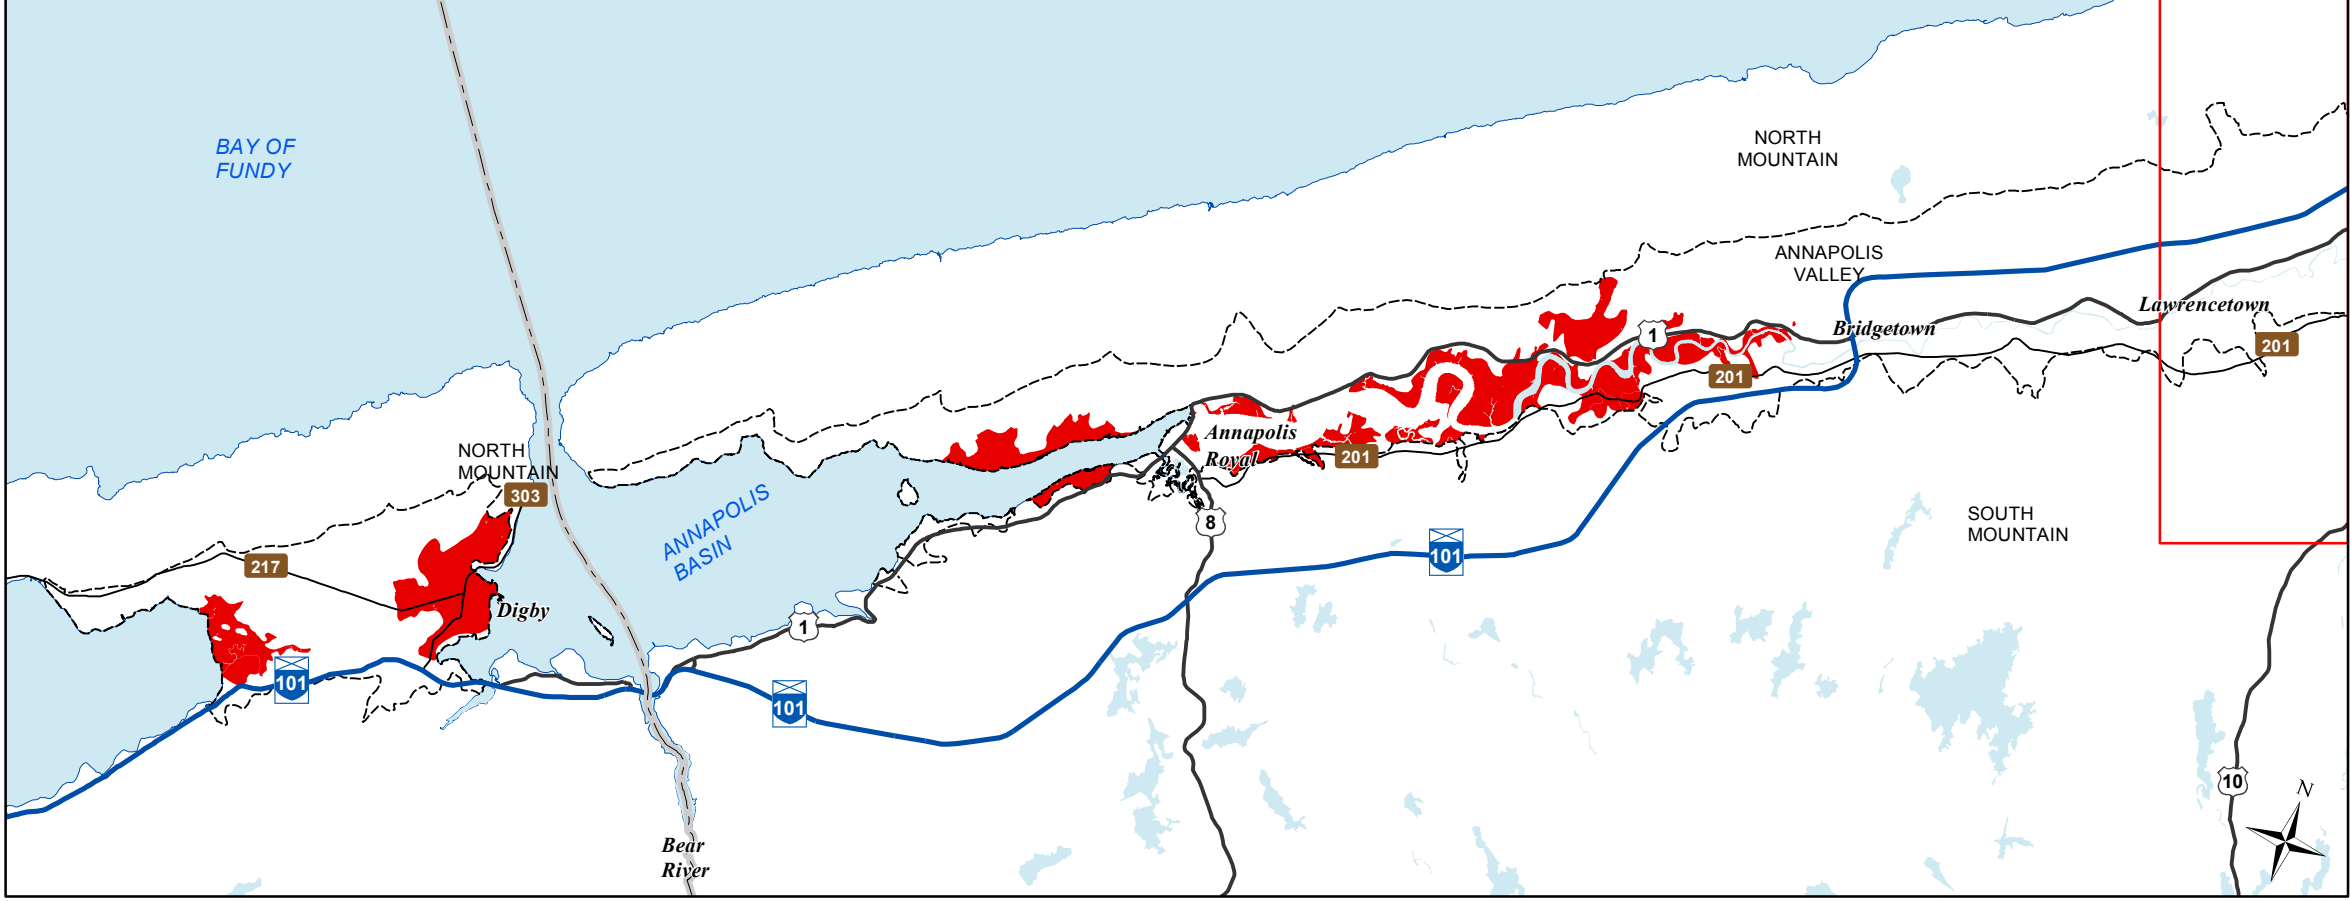 BAY OF
FUNDY
NORTH
MOUNTAIN
ANNAPOLIS
VALLEY
Lawrencetown
Bridgetown
1
201
201
Annapolis
Royal
201
NORTH
MOUNTAIN
303
ANNAPOLIS
BASIN
8
SOUTH
MOUNTAIN
101
217
Digby
1
101
101
10
N
Bear
River